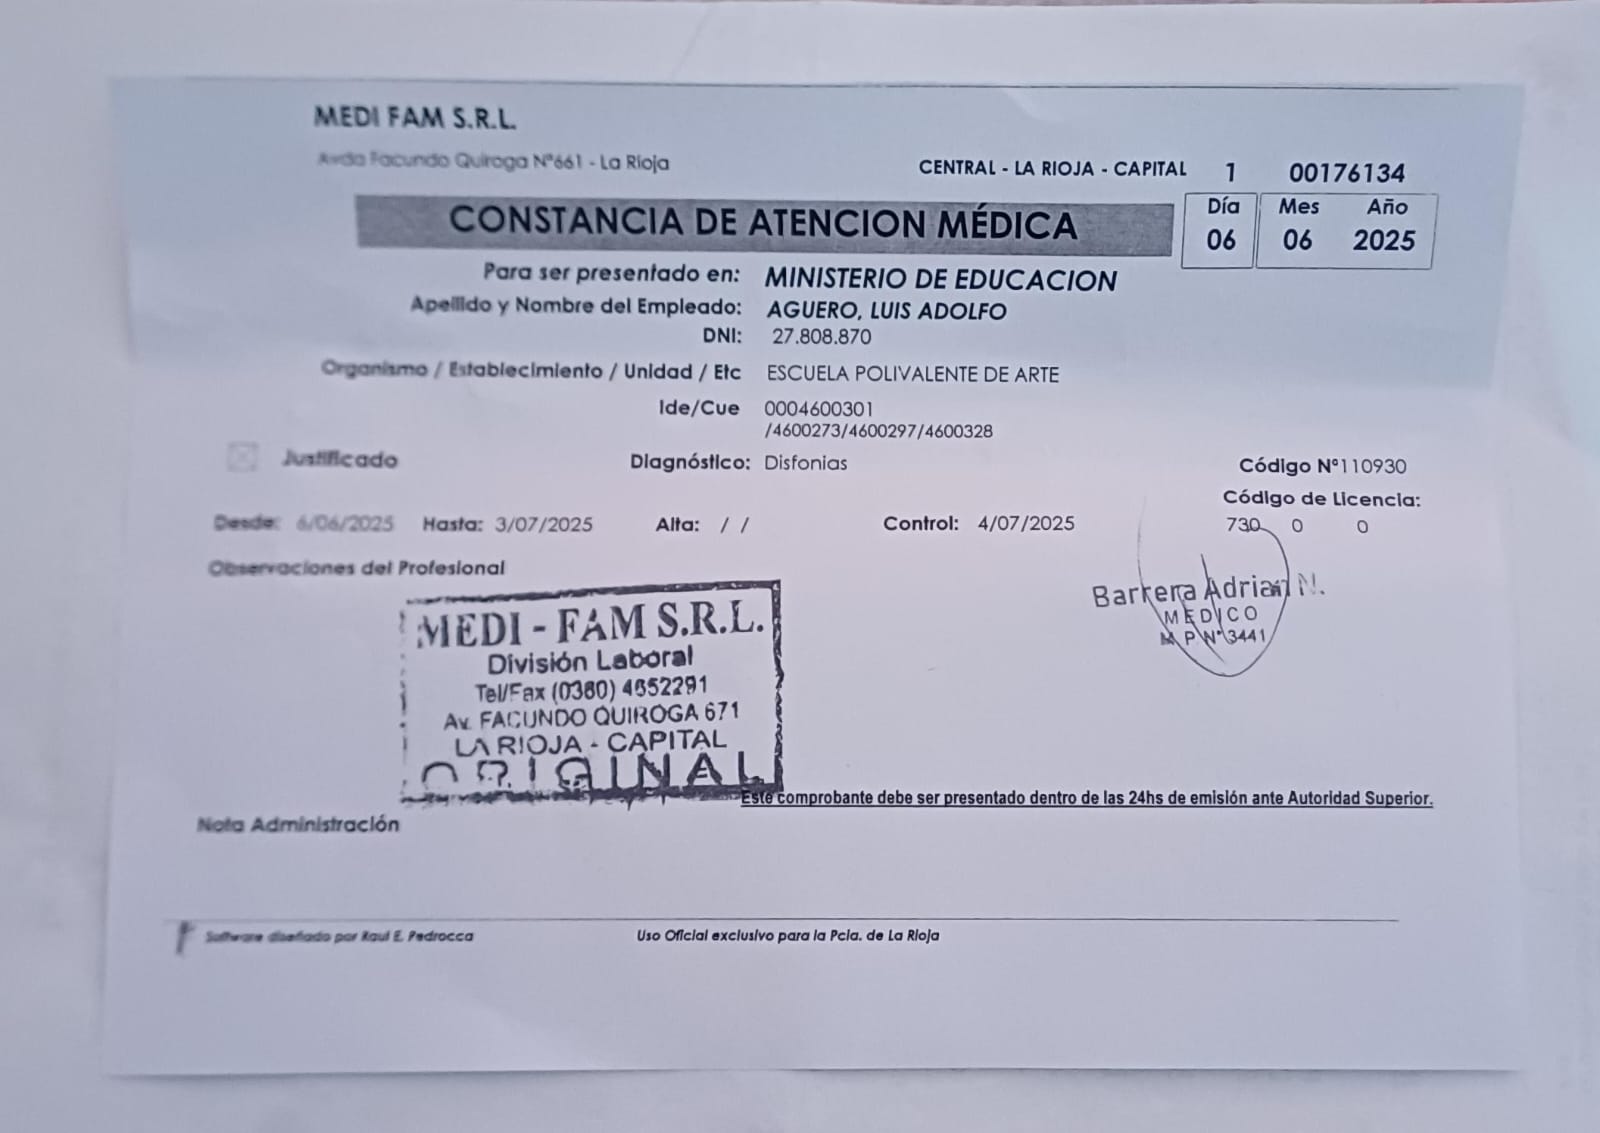 MEDI FAM S.R.L.
Avda Facundo Quiroga Nº661 - La Rioja
CENTRAL - LA RIOJA - CAPITAL 1 00176134
CONSTANCIA DE ATENCION MÉDICA
Día Mes Año
06 06 2025
Para ser presentado en: MINISTERIO DE EDUCACION
Apellido y Nombre del Empleado: AGUERO, LUIS ADOLFO
DNI: 27.808.870
Organismo / Establecimiento / Unidad / Etc ESCUELA POLIVALENTE DE ARTE
Ide/Cue 0004600301
/4600273/4600297/4600328
Justificado Diagnóstico: Disfonias Código Nº110930
Código de Licencia:
Desde: 6/06/2025 Hasta: 3/07/2025 Alta: / / Control: 4/07/2025 730 0 0
Observaciones del Profesional
Barrera Adrian N.
MEDICO
M P Nº 3441
MEDI - FAM S.R.L.
División Laboral
Tel/Fax (0380) 4652291
Av. FACUNDO QUIROGA 671
LA RIOJA - CAPITAL
ORIGINAL
Este comprobante debe ser presentado dentro de las 24hs de emisión ante Autoridad Superior.
Nota Administración
Software diseñado por Raul E. Pedrocca Uso Oficial exclusivo para la Pcia. de La Rioja